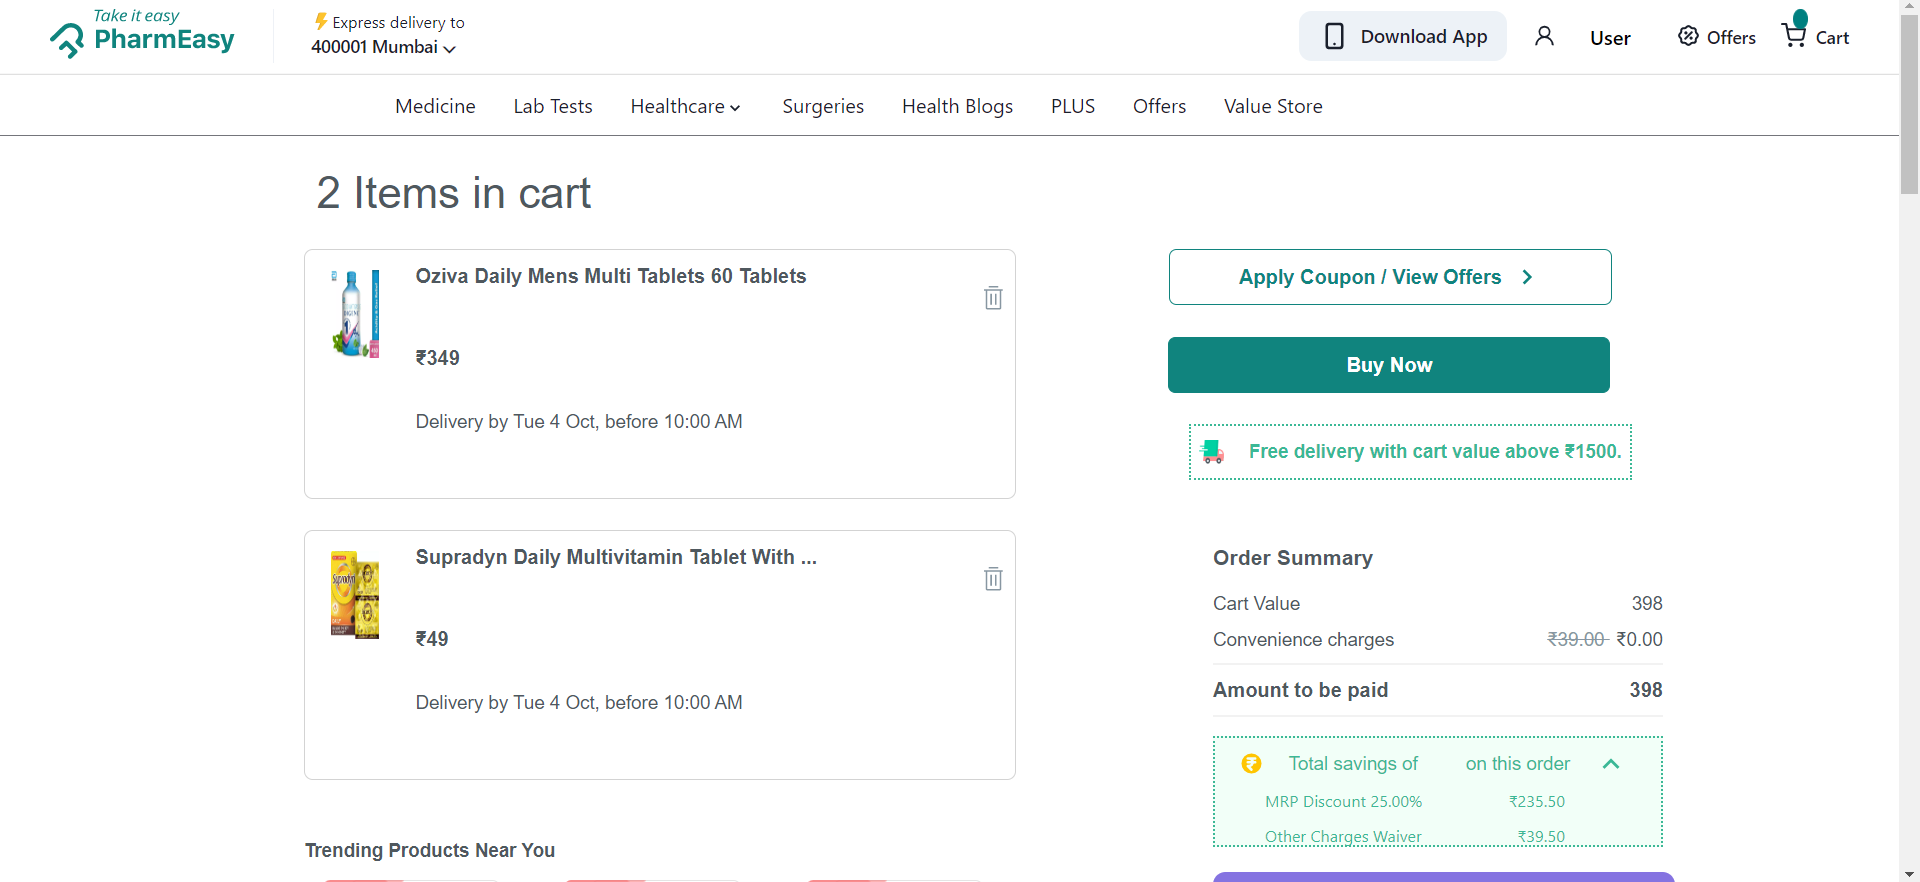 Take it easy
PharmEasy
Express delivery to
400001 Mumbai
Download App
User
Offers
Cart
Medicine
Lab Tests
Healthcare
Surgeries
Health Blogs
PLUS
Offers
Value Store
2 Items in cart
Oziva Daily Mens Multi Tablets 60 Tablets
₹349
Delivery by Tue 4 Oct, before 10:00 AM
Supradyn
Supradyn Daily Multivitamin Tablet With ...
₹49
Delivery by Tue 4 Oct, before 10:00 AM
Trending Products Near You
Apply Coupon / View Offers
Buy Now
Free delivery with cart value above ₹1500.
Order Summary
Cart Value 398
Convenience charges ₹39.00 ₹0.00
Amount to be paid 398
Total savings of on this order
MRP Discount 25.00% ₹235.50
Other Charges Waiver ₹39.50